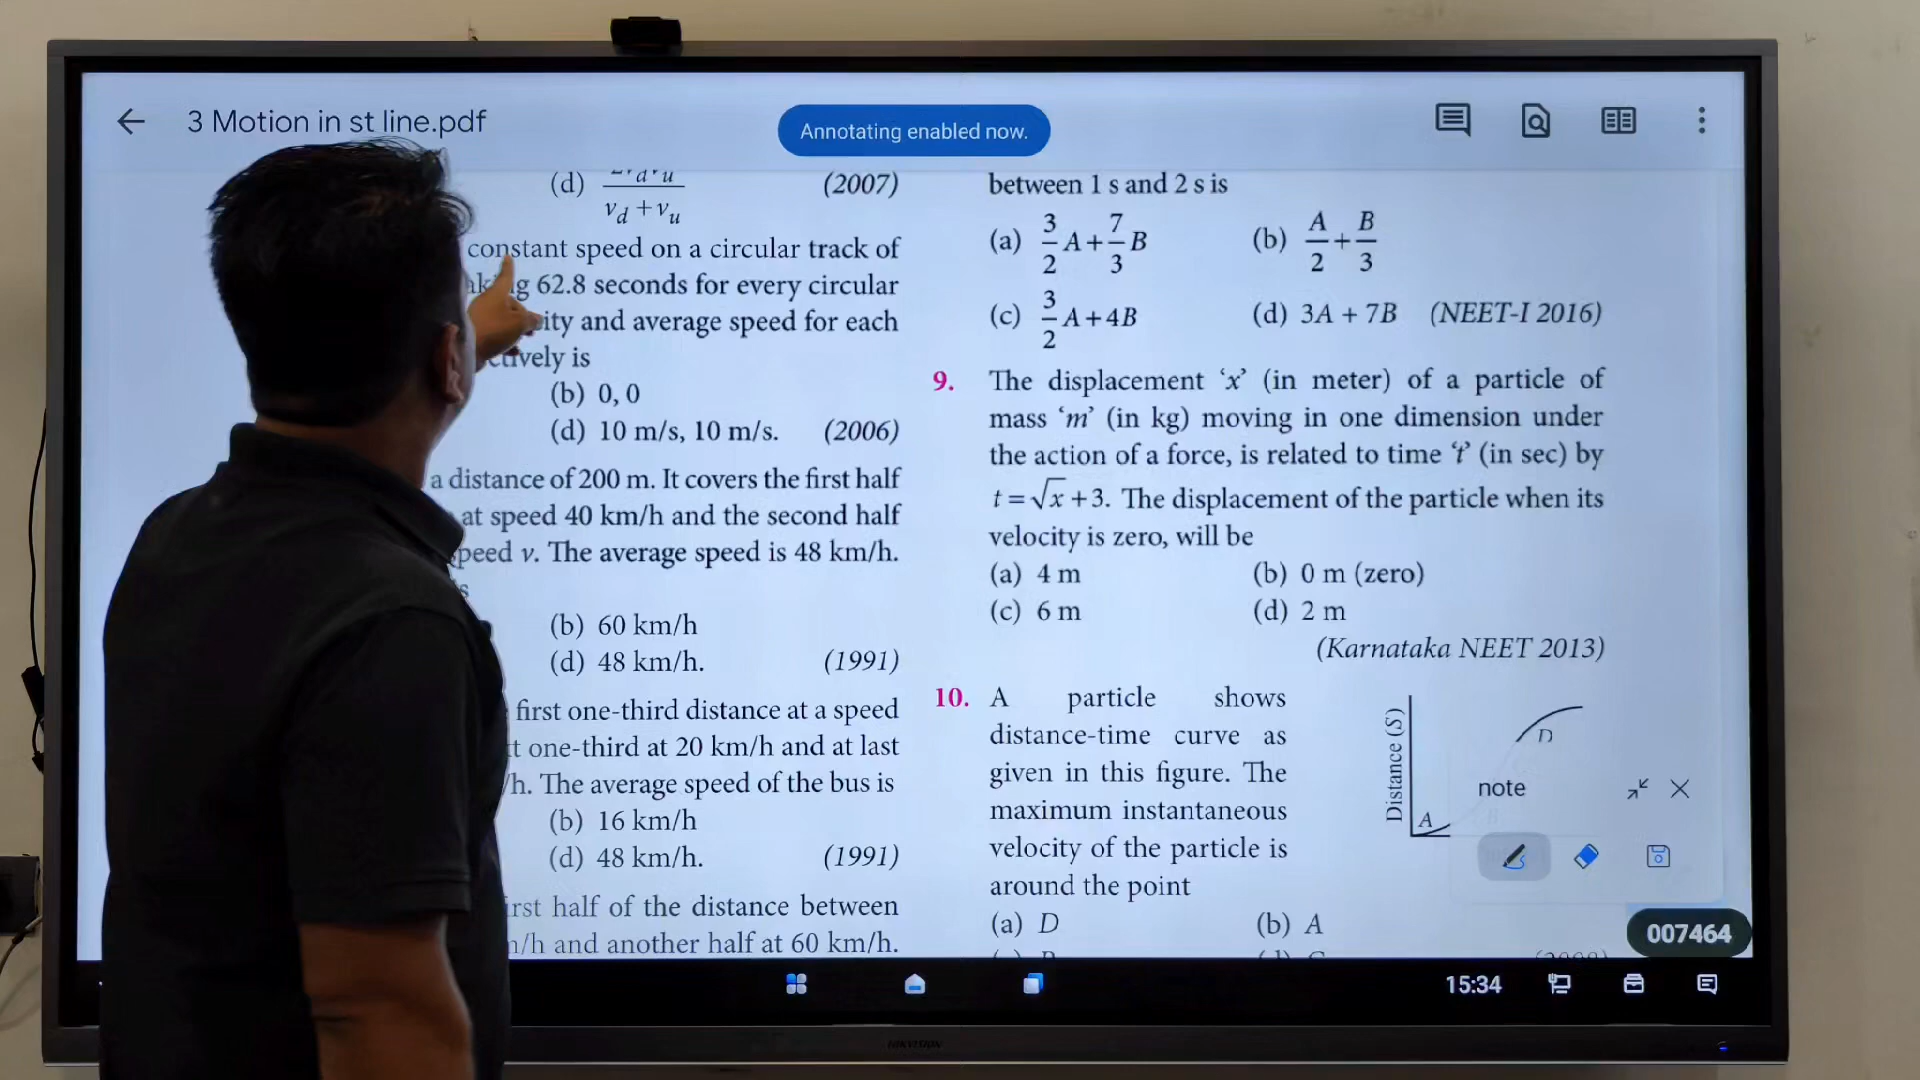 3 Motion in st line.pdf
Annotating enabled now.
(d) v_d + v_u (2007)
constant speed on a circular track of
62.8 seconds for every circular
and average speed for each
is
(b) 0, 0
(d) 10 m/s, 10 m/s. (2006)
a distance of 200 m. It covers the first half
at speed 40 km/h and the second half
v. The average speed is 48 km/h.
(b) 60 km/h
(d) 48 km/h. (1991)
first one-third distance at a speed
one-third at 20 km/h and at last
The average speed of the bus is
(b) 16 km/h
(d) 48 km/h. (1991)
half of the distance between
and another half at 60 km/h.
between 1 s and 2 s is
(a) 3/2 A + 7/3 B (b) A/2 + B/3
(c) 3/2 A + 4B (d) 3A + 7B (NEET-I 2016)
9. The displacement ‘x’ (in meter) of a particle of
mass ‘m’ (in kg) moving in one dimension under
the action of a force, is related to time ‘t’ (in sec) by
t = √x + 3. The displacement of the particle when its
velocity is zero, will be
(a) 4 m (b) 0 m (zero)
(c) 6 m (d) 2 m
(Karnataka NEET 2013)
10. A particle shows
distance-time curve as
given in this figure. The
maximum instantaneous
velocity of the particle is
around the point
(a) D (b) A
Distance (S)
D
A
note
007464
15:34
HIKVISION